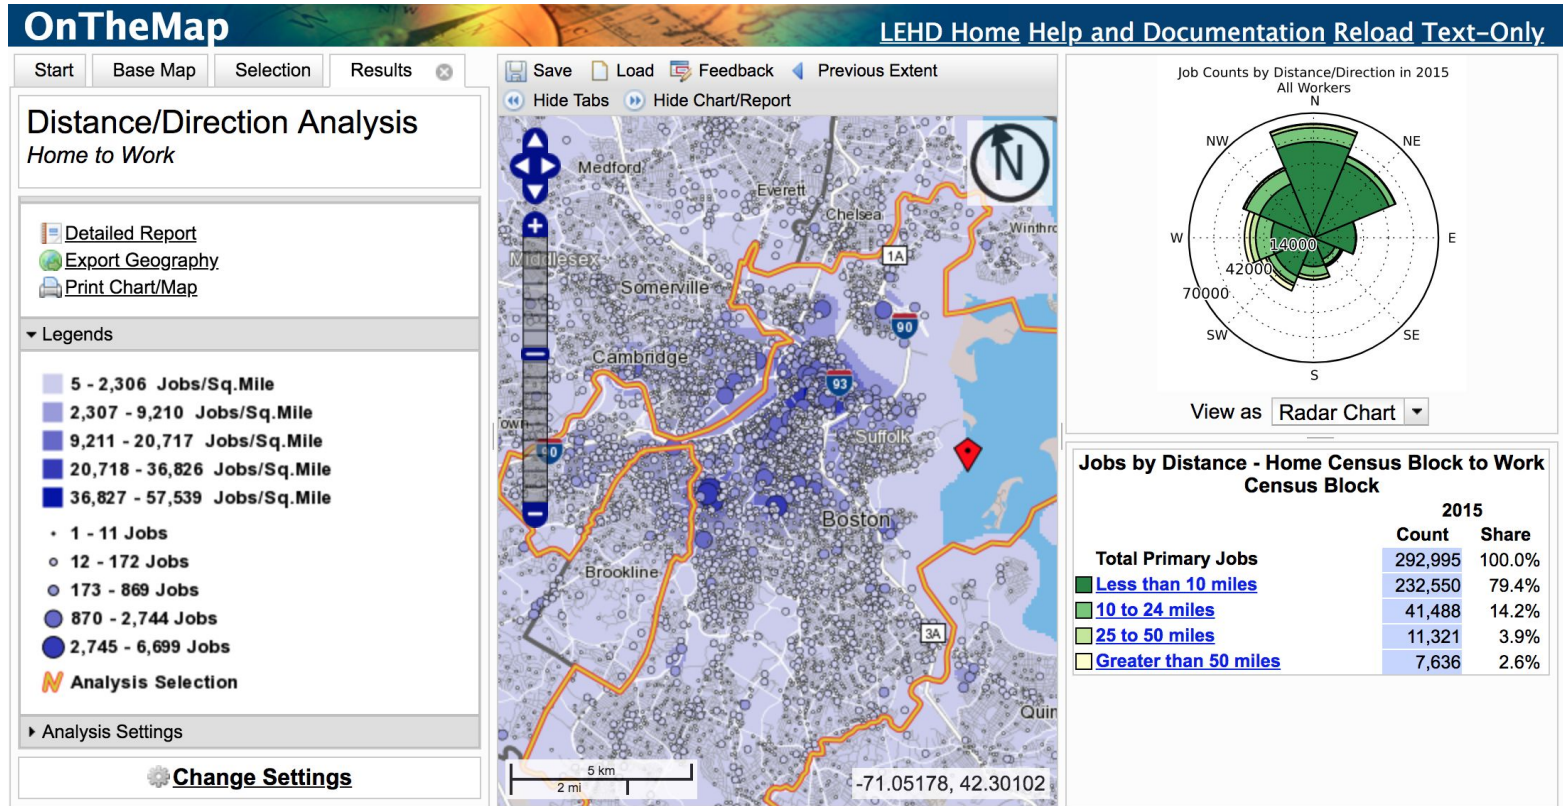 OnTheMap
LEHD Home Help and Documentation Reload Text-Only
Start
Base Map
Selection
Results
Distance/Direction Analysis
Home to Work
Detailed Report
Export Geography
Print Chart/Map
Legends
5 - 2,306 Jobs/Sq.Mile
2,307 - 9,210 Jobs/Sq.Mile
9,211 - 20,717 Jobs/Sq.Mile
20,718 - 36,826 Jobs/Sq.Mile
36,827 - 57,539 Jobs/Sq.Mile
1 - 11 Jobs
12 - 172 Jobs
173 - 869 Jobs
870 - 2,744 Jobs
2,745 - 6,699 Jobs
Analysis Selection
Analysis Settings
Change Settings
Save
Load
Feedback
Previous Extent
Hide Tabs
Hide Chart/Report
N
Medford
Everett
Chelsea
Winthro
Middlesex
1A
Somerville
90
Cambridge
93
own
Suffolk
90
Boston
Brookline
3A
Quin
5 km
2 mi
-71.05178, 42.30102
Job Counts by Distance/Direction in 2015
All Workers
N
NW
NE
W
E
14000
42000
70000
SW
SE
S
View as Radar Chart
Jobs by Distance - Home Census Block to Work
Census Block
2015
Count Share
Total Primary Jobs 292,995 100.0%
Less than 10 miles 232,550 79.4%
10 to 24 miles 41,488 14.2%
25 to 50 miles 11,321 3.9%
Greater than 50 miles 7,636 2.6%